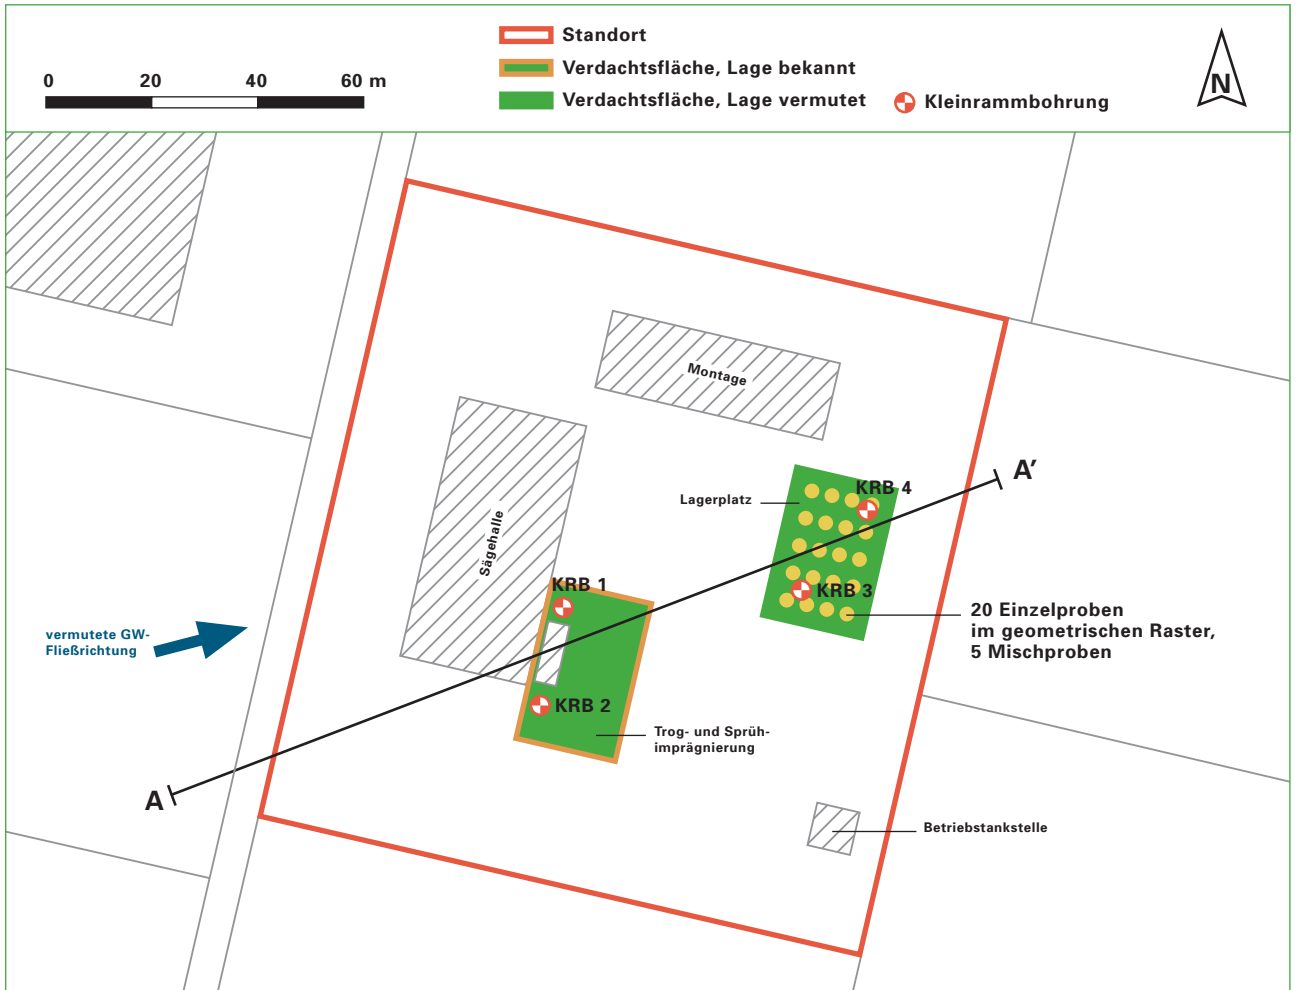 0 20 40 60 m
Standort
Verdachtsfläche, Lage bekannt
Verdachtsfläche, Lage vermutet
Kleinrammbohrung
N
Montage
Sägehalle
Lagerplatz
KRB 4
A'
KRB 1
KRB 3
20 Einzelproben
im geometrischen Raster,
5 Mischproben
vermutete GW-
Fließrichtung
KRB 2
Trog- und Sprüh-
imprägnierung
A
Betriebstankstelle